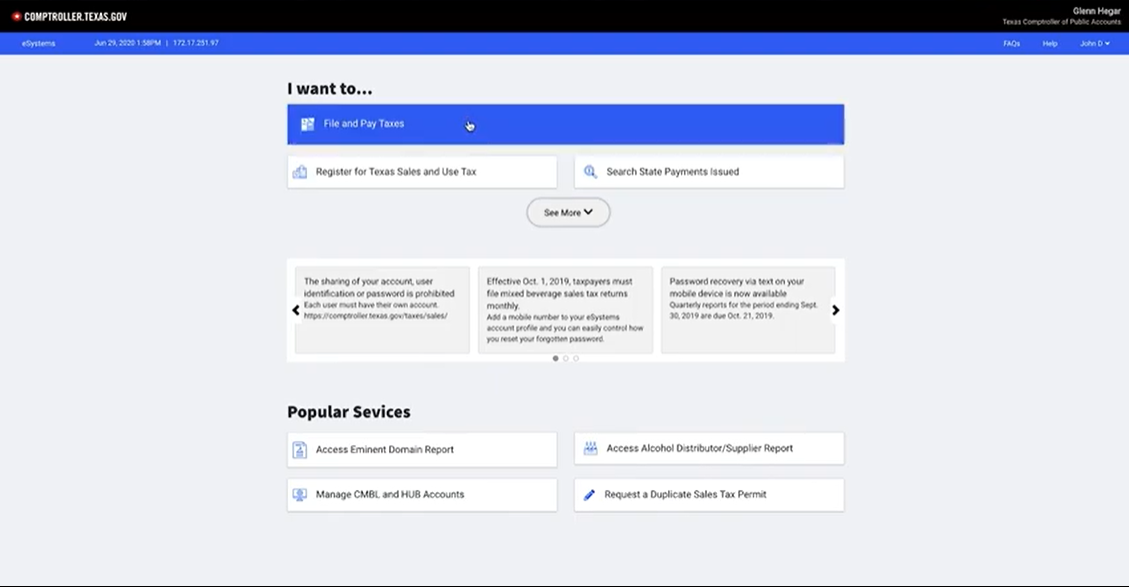 COMPTROLLER.TEXAS.GOV
Glenn Hegar
Texas Comptroller of Public Accounts
eSystems Jun 29, 2020 1:58PM | 172.17.251.97 FAQs Help John D
I want to...
File and Pay Taxes
Register for Texas Sales and Use Tax
Search State Payments Issued
See More
The sharing of your account, user
identification or password is prohibited
Each user must have their own account.
https://comptroller.texas.gov/taxes/sales/
Effective Oct. 1, 2019, taxpayers must
file mixed beverage sales tax returns
monthly.
Add a mobile number to your eSystems
account profile and you can easily control how
you reset your forgotten password.
Password recovery via text on your
mobile device is now available
Quarterly reports for the period ending Sept.
30, 2019 are due Oct. 21, 2019.
Popular Sevices
Access Eminent Domain Report
Access Alcohol Distributor/Supplier Report
Manage CMBL and HUB Accounts
Request a Duplicate Sales Tax Permit